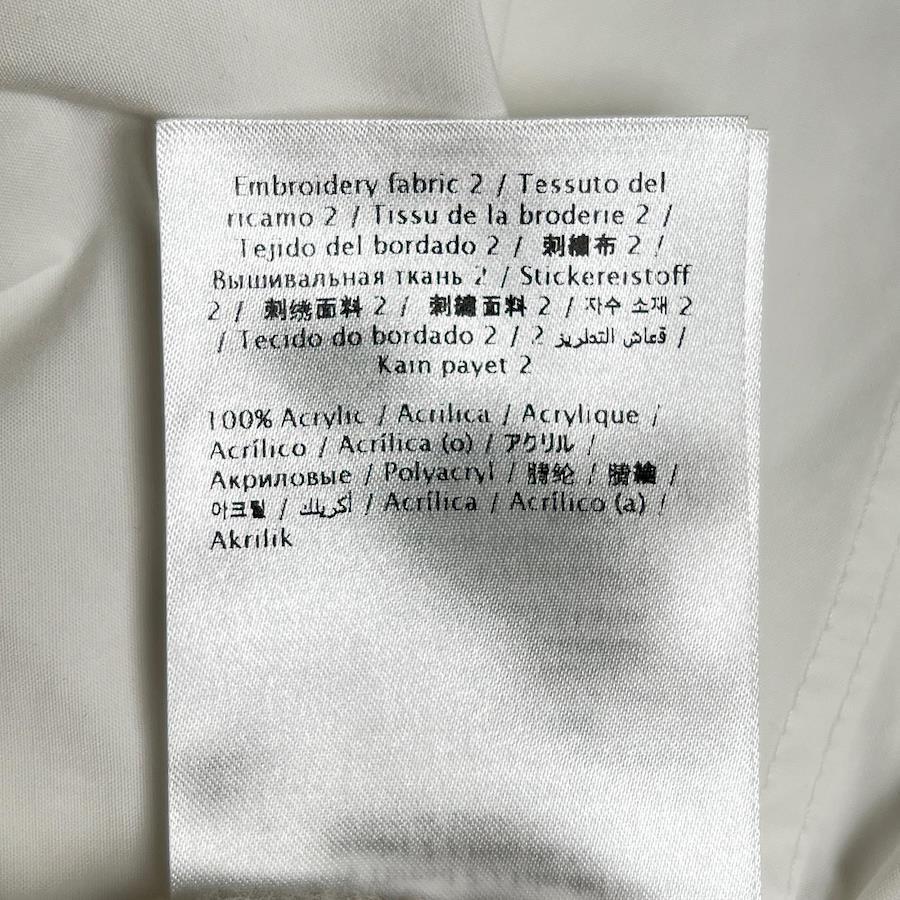 Embroidery fabric 2 / Tessuto del
ricamo 2 / Tissu de la broderie 2 /
Tejido del bordado 2 / 刺繍布 2 /
Вышивальная ткань 2 / Stickereistoff
2 / 刺绣面料 2 / 刺繡面料 2 / 자수 소재 2
/ Tecido do bordado 2 / 2 قماش التطريز /
Kain payet 2
100% Acrylic / Acrilica / Acrylique /
Acrílico / Acrílica (o) / アクリル /
Акриловые / Polyacryl / 腈纶 / 腈綸 /
아크릴 / أكريليك / Acrílica / Acrílico (a) /
Akrilik